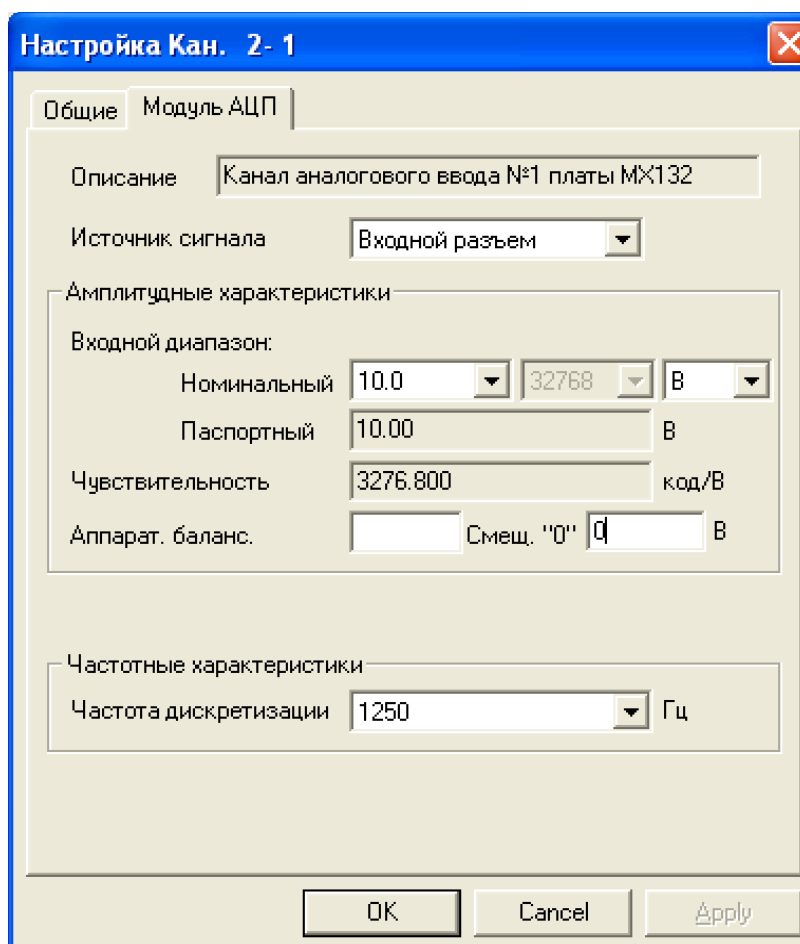 Настройка Кан. 2- 1
Общие Модуль АЦП
Описание Канал аналогового ввода №1 платы MX132
Источник сигнала Входной разъем
Амплитудные характеристики
Входной диапазон:
Номинальный 10.0 32768 В
Паспортный 10.00 В
Чувствительность 3276.800 код/В
Аппарат. баланс. Смещ. "0" 0 В
Частотные характеристики
Частота дискретизации 1250 Гц
OK Cancel Apply